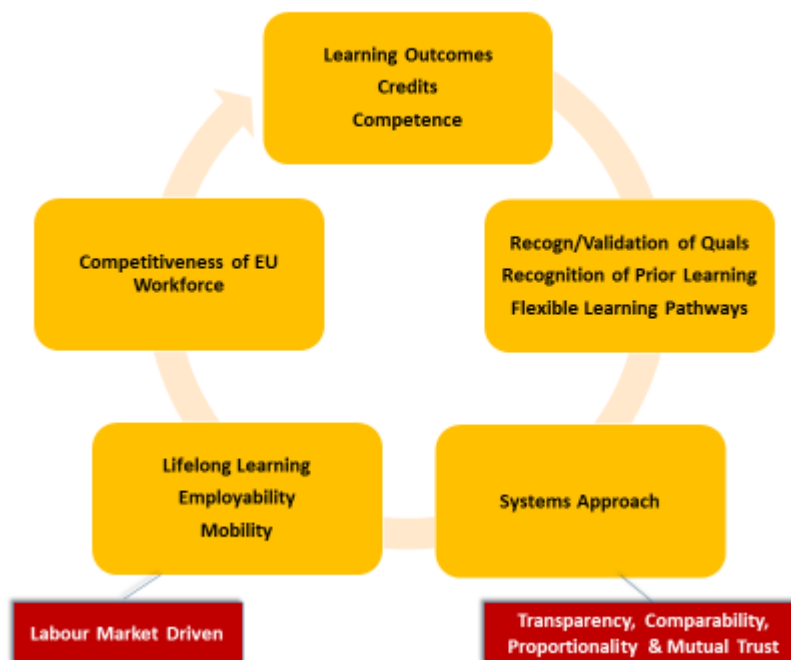 Learning Outcomes
Credits
Competence
Recogn/Validation of Quals
Recognition of Prior Learning
Flexible Learning Pathways
Systems Approach
Transparency, Comparability,
Proportionality & Mutual Trust
Lifelong Learning
Employability
Mobility
Labour Market Driven
Competitiveness of EU
Workforce